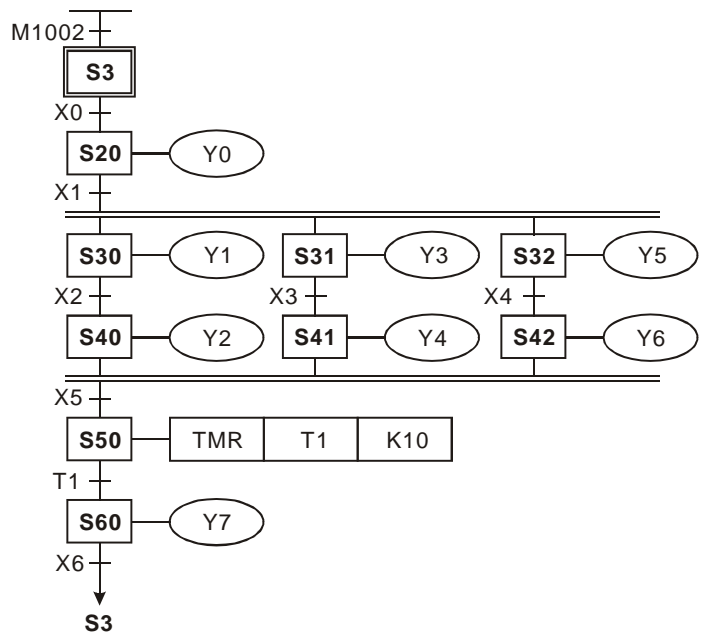 M1002
S3
X0
S20 Y0
X1
S30 Y1 S31 Y3 S32 Y5
X2 X3 X4
S40 Y2 S41 Y4 S42 Y6
X5
S50 TMR T1 K10
T1
S60 Y7
X6
S3